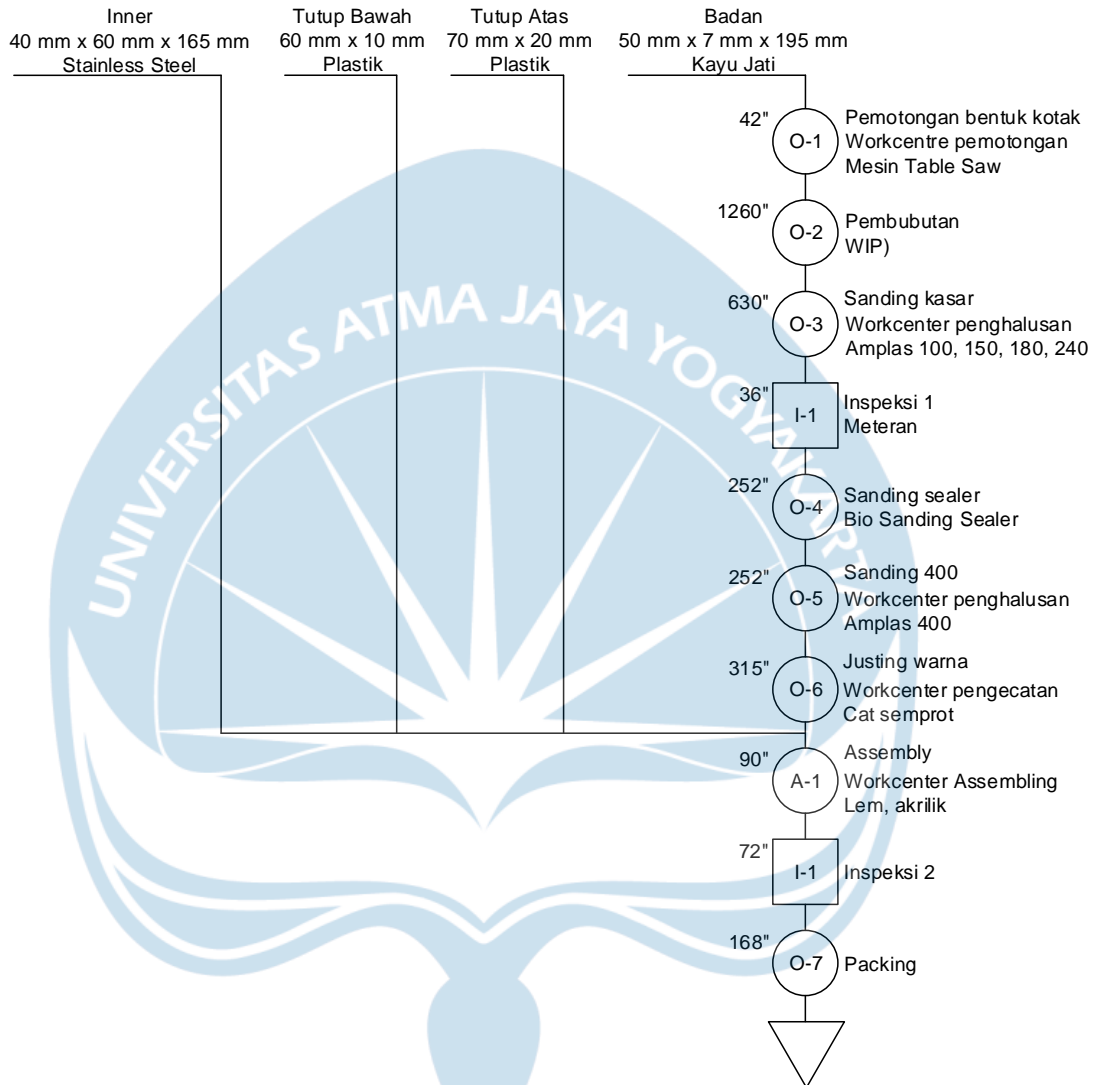 Inner
40 mm x 60 mm x 165 mm
Stainless Steel
Tutup Bawah
60 mm x 10 mm
Plastik
Tutup Atas
70 mm x 20 mm
Plastik
Badan
50 mm x 7 mm x 195 mm
Kayu Jati
42"
O-1
Pemotongan bentuk kotak
Workcentre pemotongan
Mesin Table Saw
1260"
O-2
Pembubutan
WIP)
630"
O-3
Sanding kasar
Workcenter penghalusan
Amplas 100, 150, 180, 240
36"
I-1
Inspeksi 1
Meteran
252"
O-4
Sanding sealer
Bio Sanding Sealer
252"
O-5
Sanding 400
Workcenter penghalusan
Amplas 400
315"
O-6
Justing warna
Workcenter pengecatan
Cat semprot
90"
A-1
Assembly
Workcenter Assembling
Lem, akrilik
72"
I-1
Inspeksi 2
168"
O-7
Packing
UNIVERSITAS ATMA JAYA YOGYAKARTA